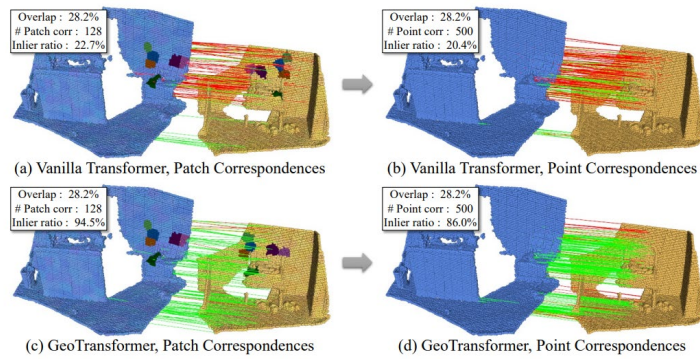 Overlap : 28.2%
# Patch corr : 128
Inlier ratio : 22.7%
Overlap : 28.2%
# Point corr : 500
Inlier ratio : 20.4%
(a) Vanilla Transformer, Patch Correspondences
(b) Vanilla Transformer, Point Correspondences
Overlap : 28.2%
# Patch corr : 128
Inlier ratio : 94.5%
Overlap : 28.2%
# Point corr : 500
Inlier ratio : 86.0%
(c) GeoTransformer, Patch Correspondences
(d) GeoTransformer, Point Correspondences